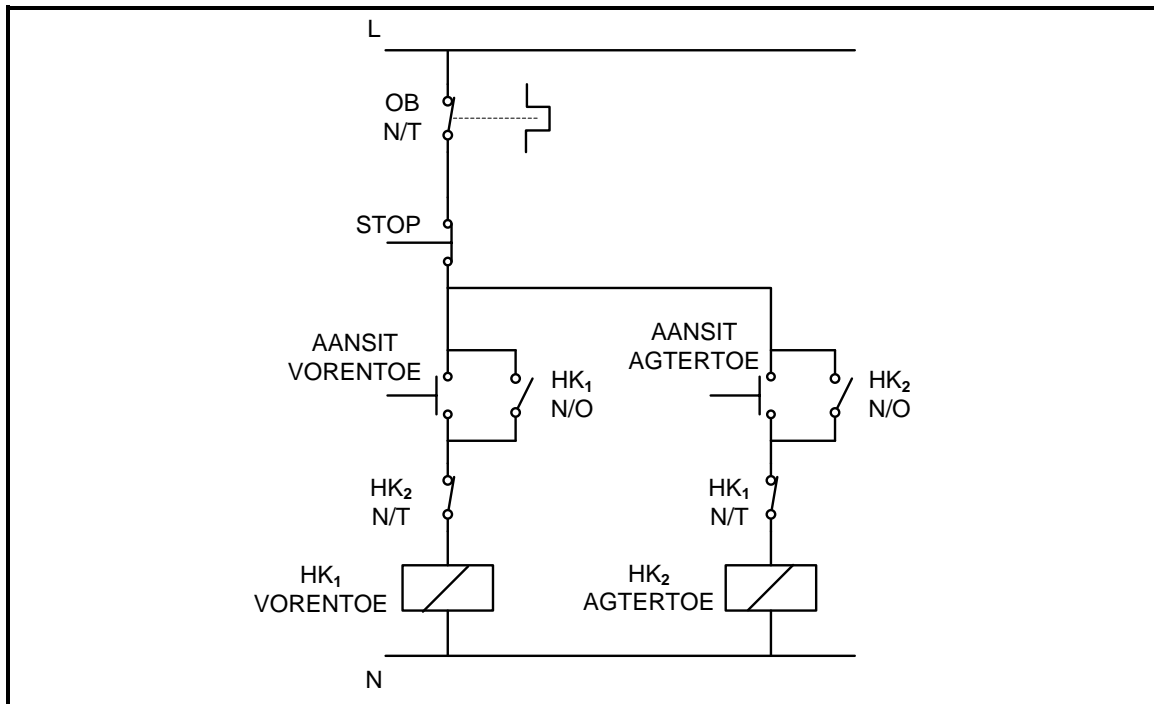 L
OB
N/T
STOP
AANSIT
VORENTOE
HK₁
N/O
AANSIT
AGTERTOE
HK₂
N/O
HK₂
N/T
HK₁
N/T
HK₁
VORENTOE
HK₂
AGTERTOE
N